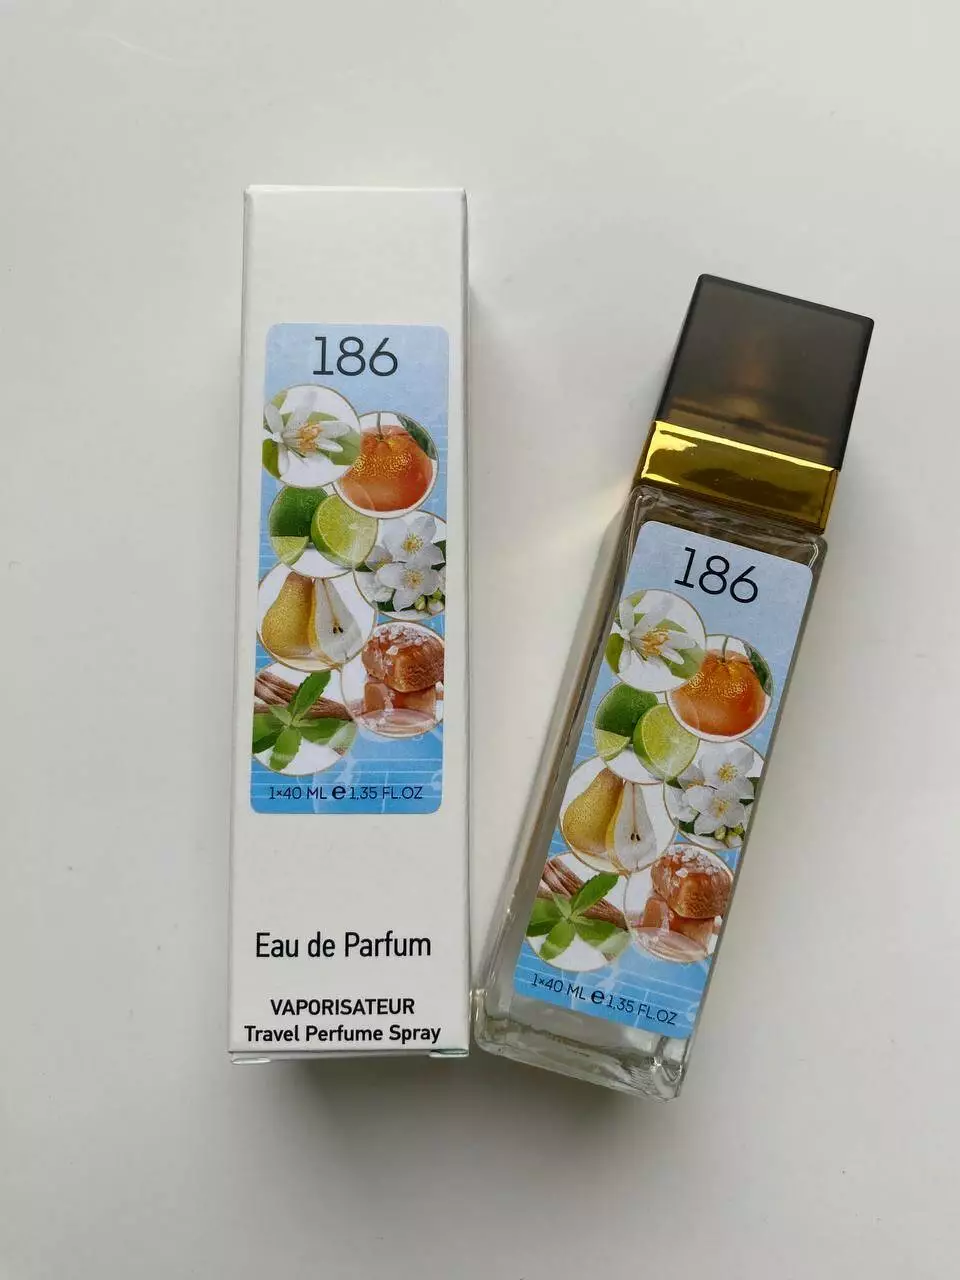 186
1×40 ML e 1,35 FL.OZ
Eau de Parfum
VAPORISATEUR
Travel Perfume Spray
186
1×40 ML e 1,35 FL.OZ